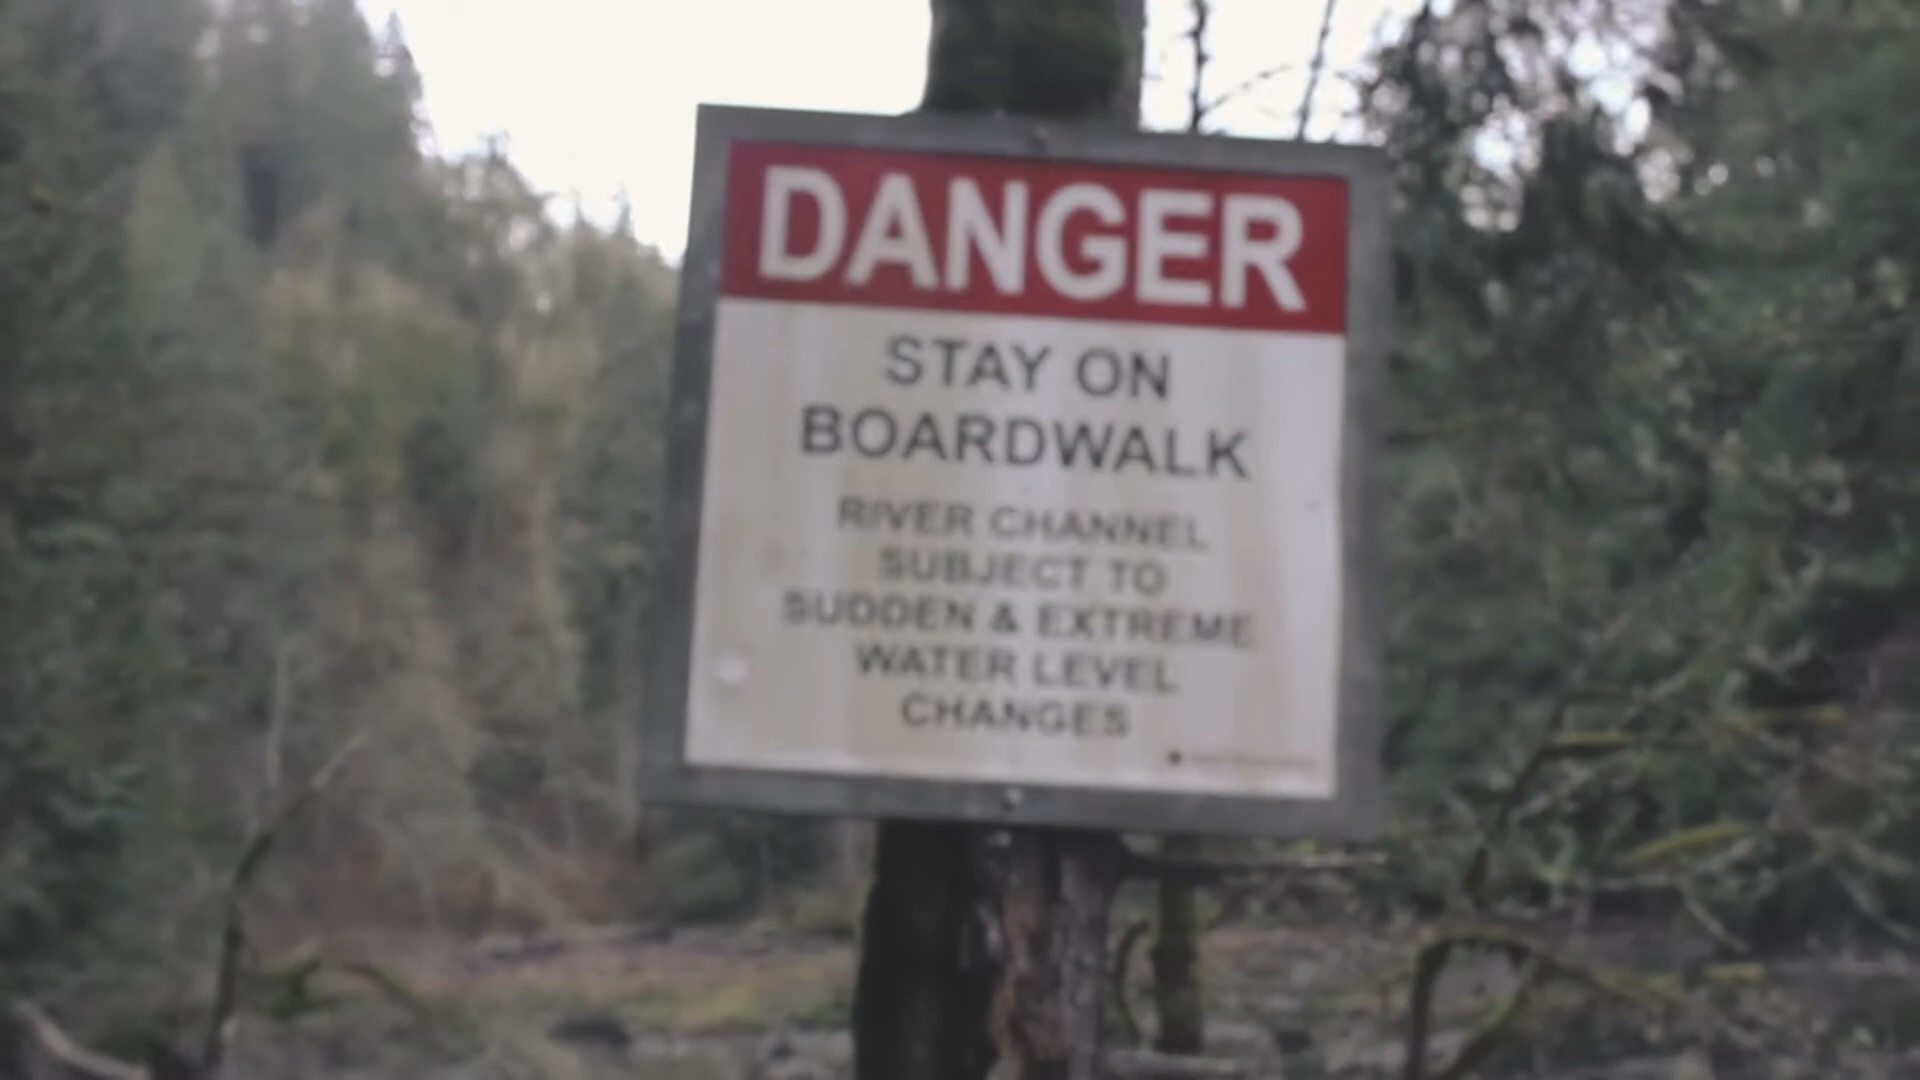 DANGER
STAY ON
BOARDWALK
RIVER CHANNEL
SUBJECT TO
SUDDEN & EXTREME
WATER LEVEL
CHANGES